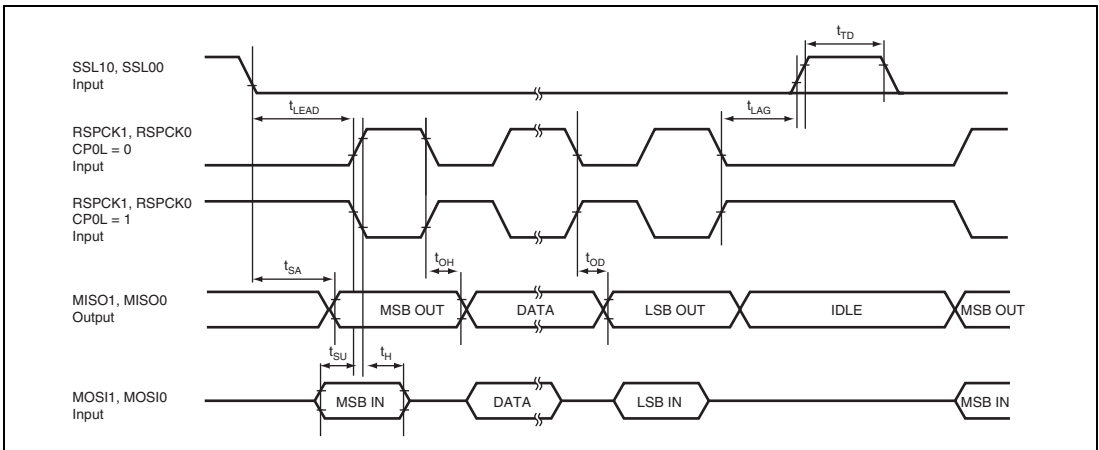 SSL10, SSL00
Input
tTD
tLEAD
tLAG
RSPCK1, RSPCK0
CP0L = 0
Input
RSPCK1, RSPCK0
CP0L = 1
Input
tSA
tOH
tOD
MISO1, MISO0
Output
MSB OUT
DATA
LSB OUT
IDLE
MSB OUT
tSU
tH
MOSI1, MOSI0
Input
MSB IN
DATA
LSB IN
MSB IN